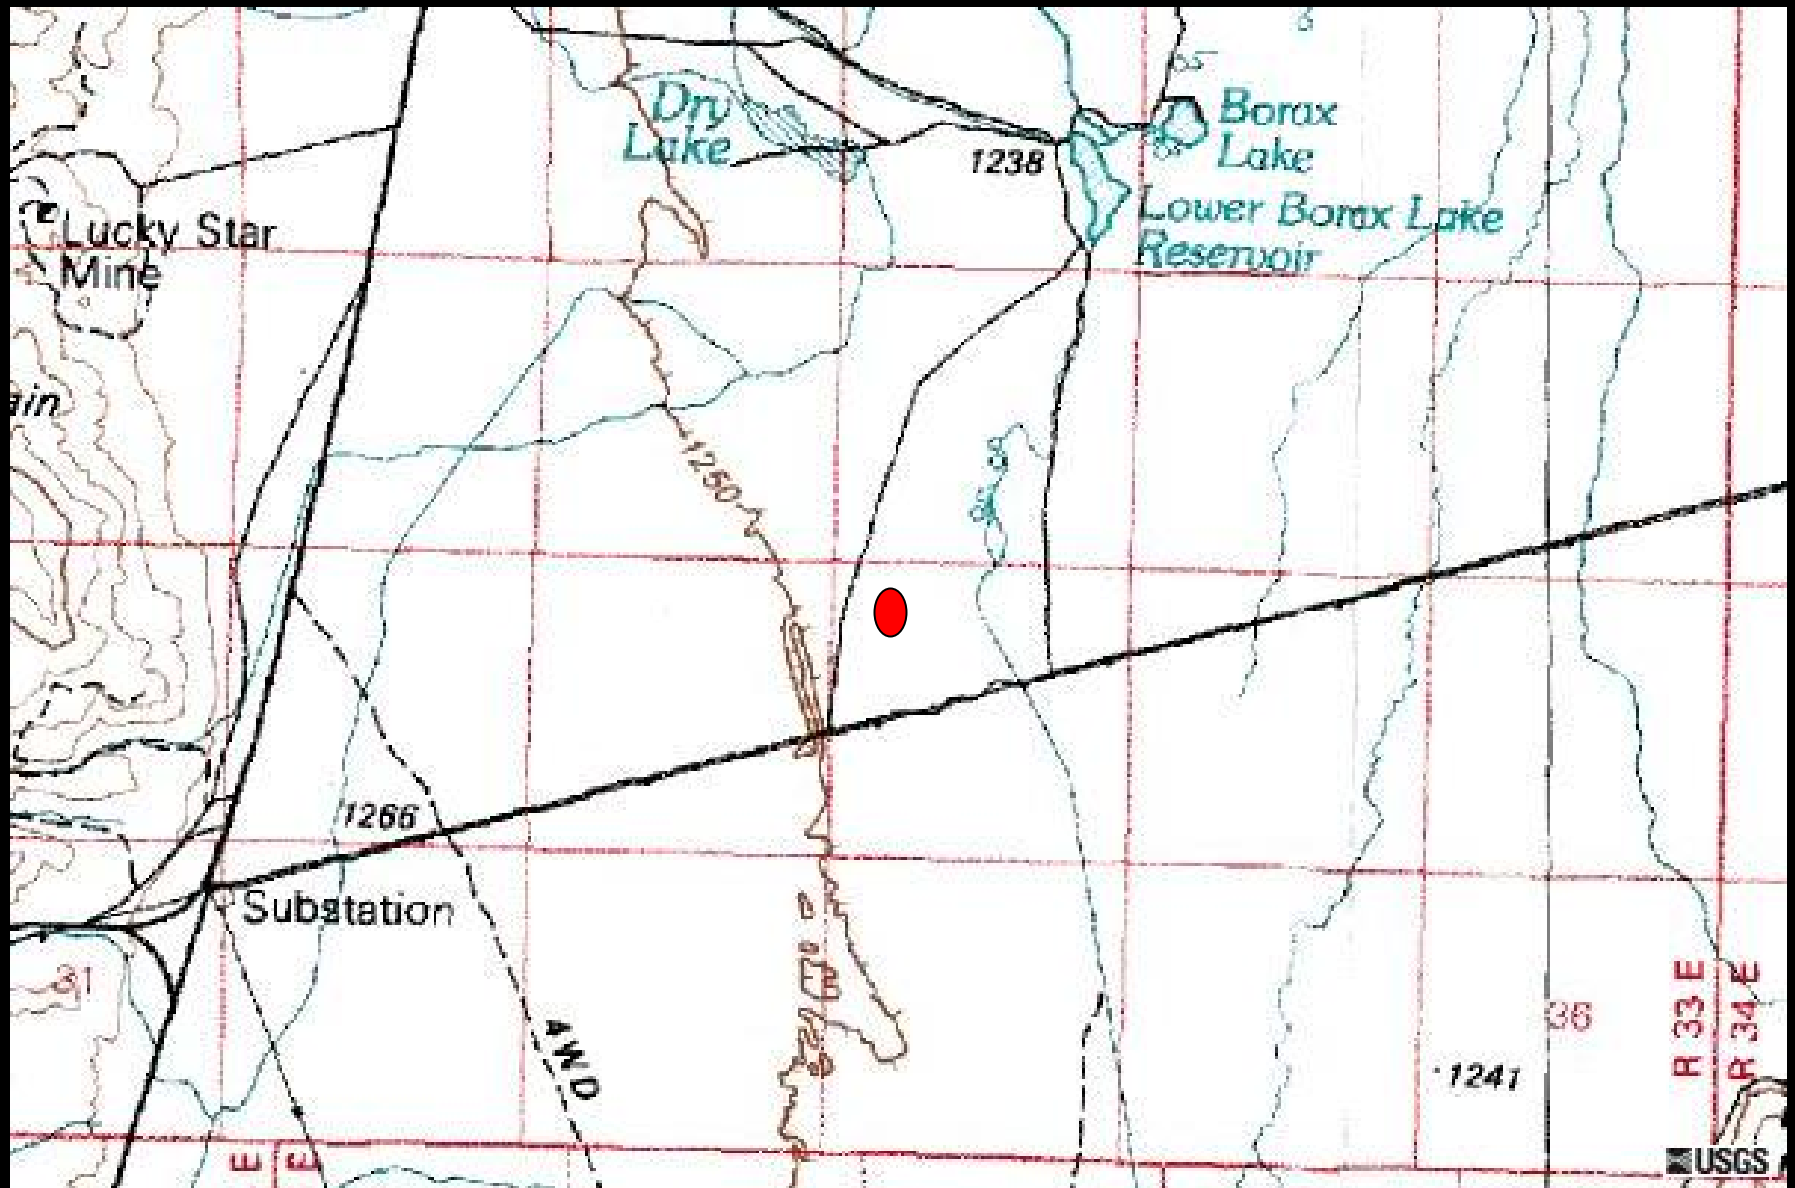 Dry
Lake
Borax
Lake
1238
Lower Borax Lake
Reservoir
Lucky Star
Mine
ain
1250
1266
Substation
31
4WD
36
R 33 E
R 34 E
1241
E
E
USGS